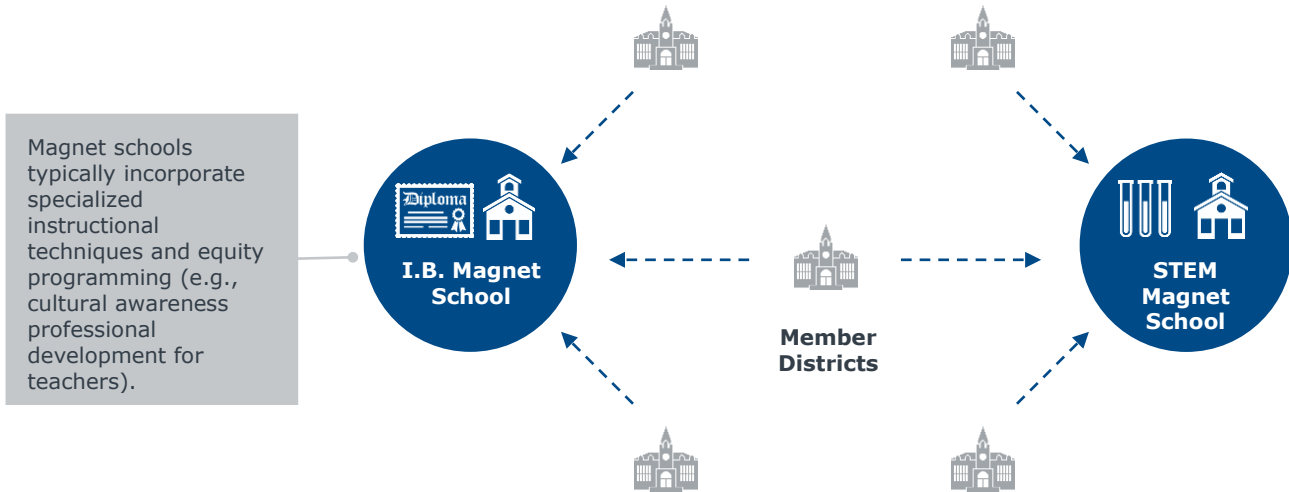 Magnet schools
typically incorporate
specialized
instructional
techniques and equity
programming (e.g.,
cultural awareness
professional
development for
teachers).
Diploma
I.B. Magnet
School
Member
Districts
STEM
Magnet
School